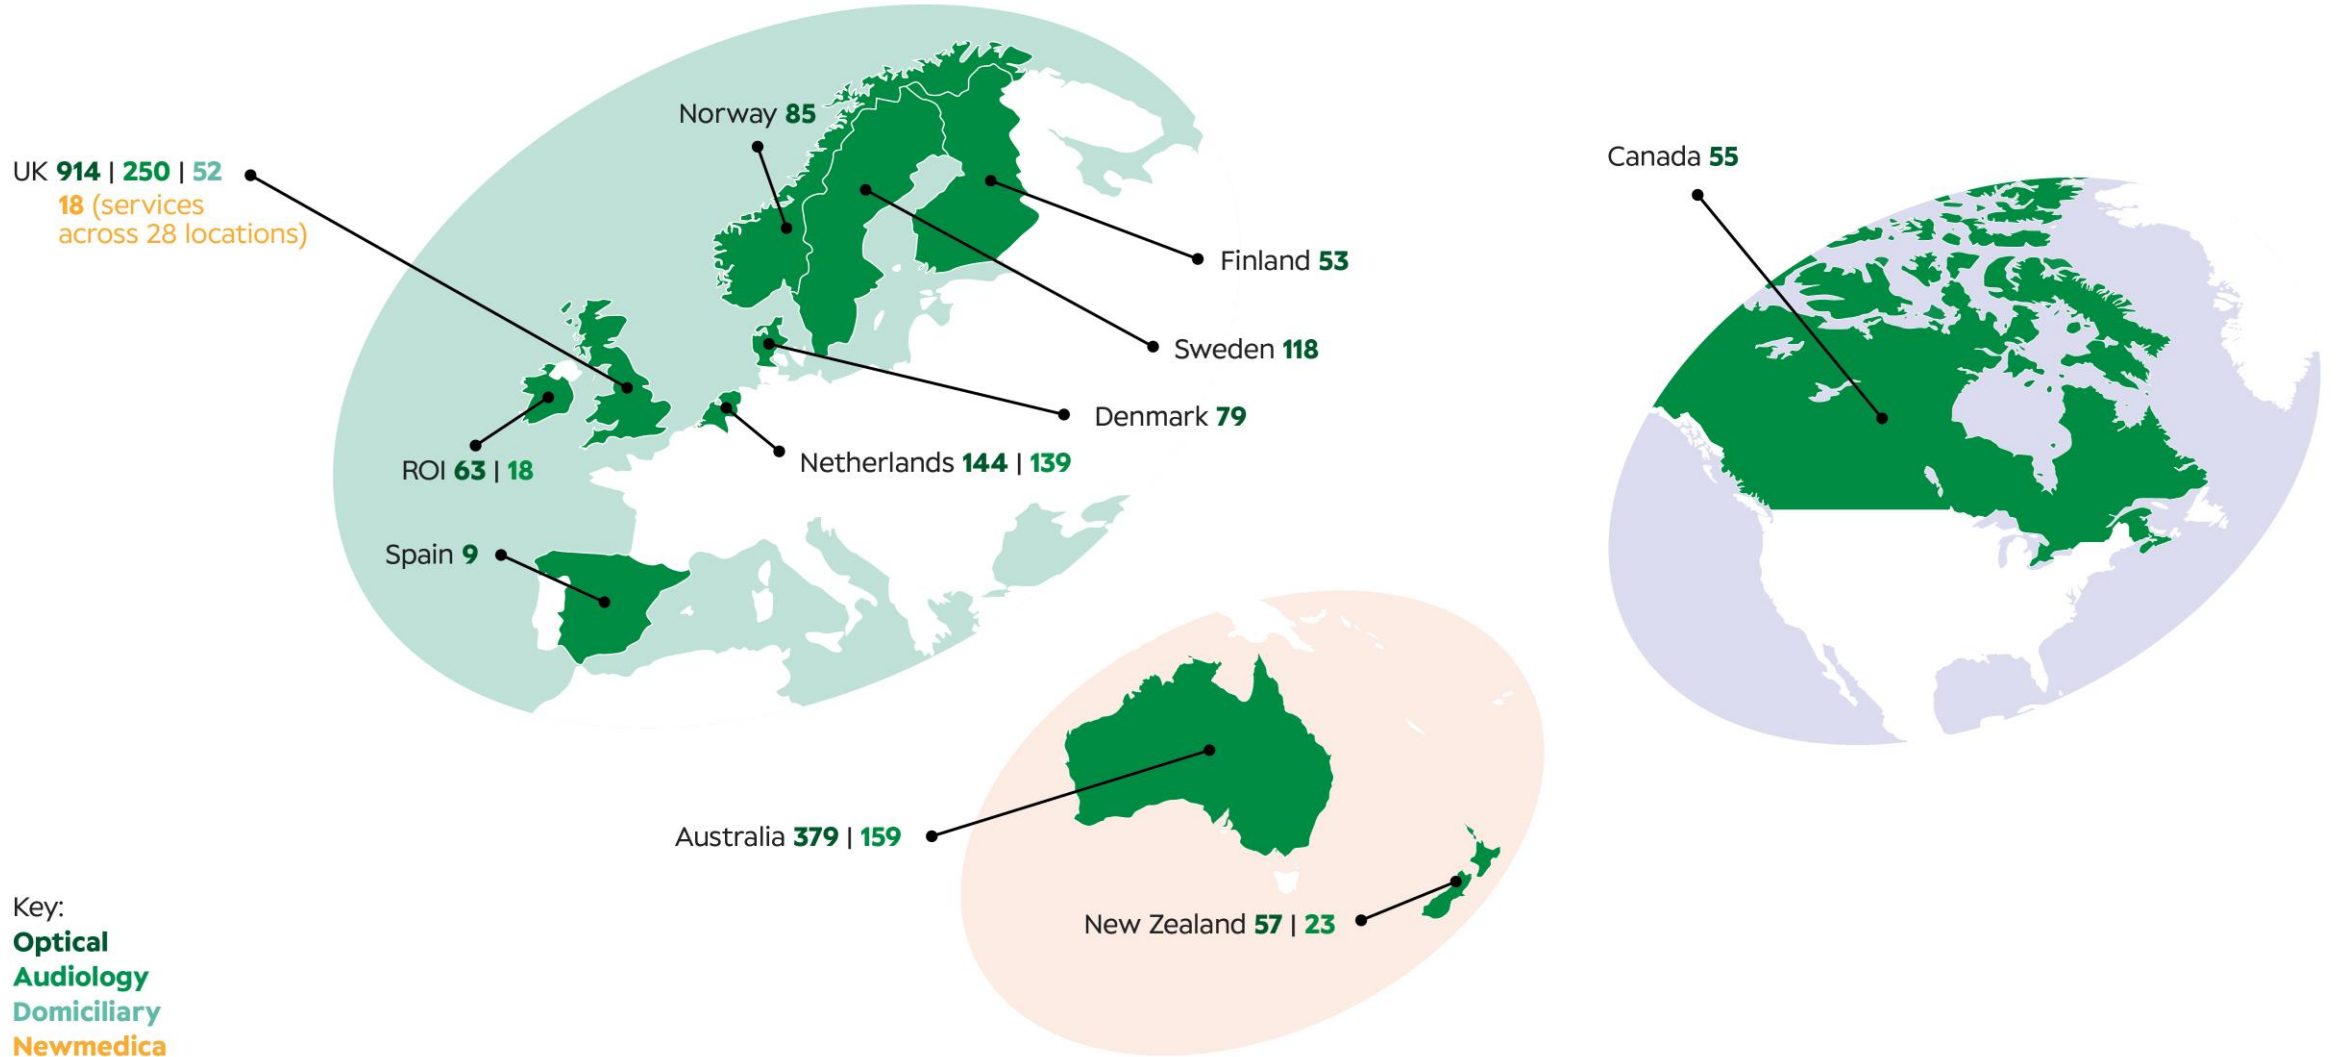 Norway 85
UK 914 | 250 | 52
18 (services
across 28 locations)
Canada 55
Finland 53
Sweden 118
Denmark 79
Netherlands 144 | 139
ROI 63 | 18
Spain 9
Australia 379 | 159
New Zealand 57 | 23
Key:
Optical
Audiology
Domiciliary
Newmedica